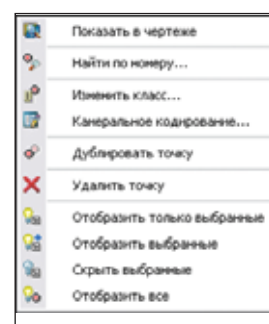 Показать в чертеже
Найти по номеру...
Изменить класс...
Камеральное кодирование...
Дублировать точку
Удалить точку
Отобразить только выбранные
Отобразить выбранные
Скрыть выбранные
Отобразить все